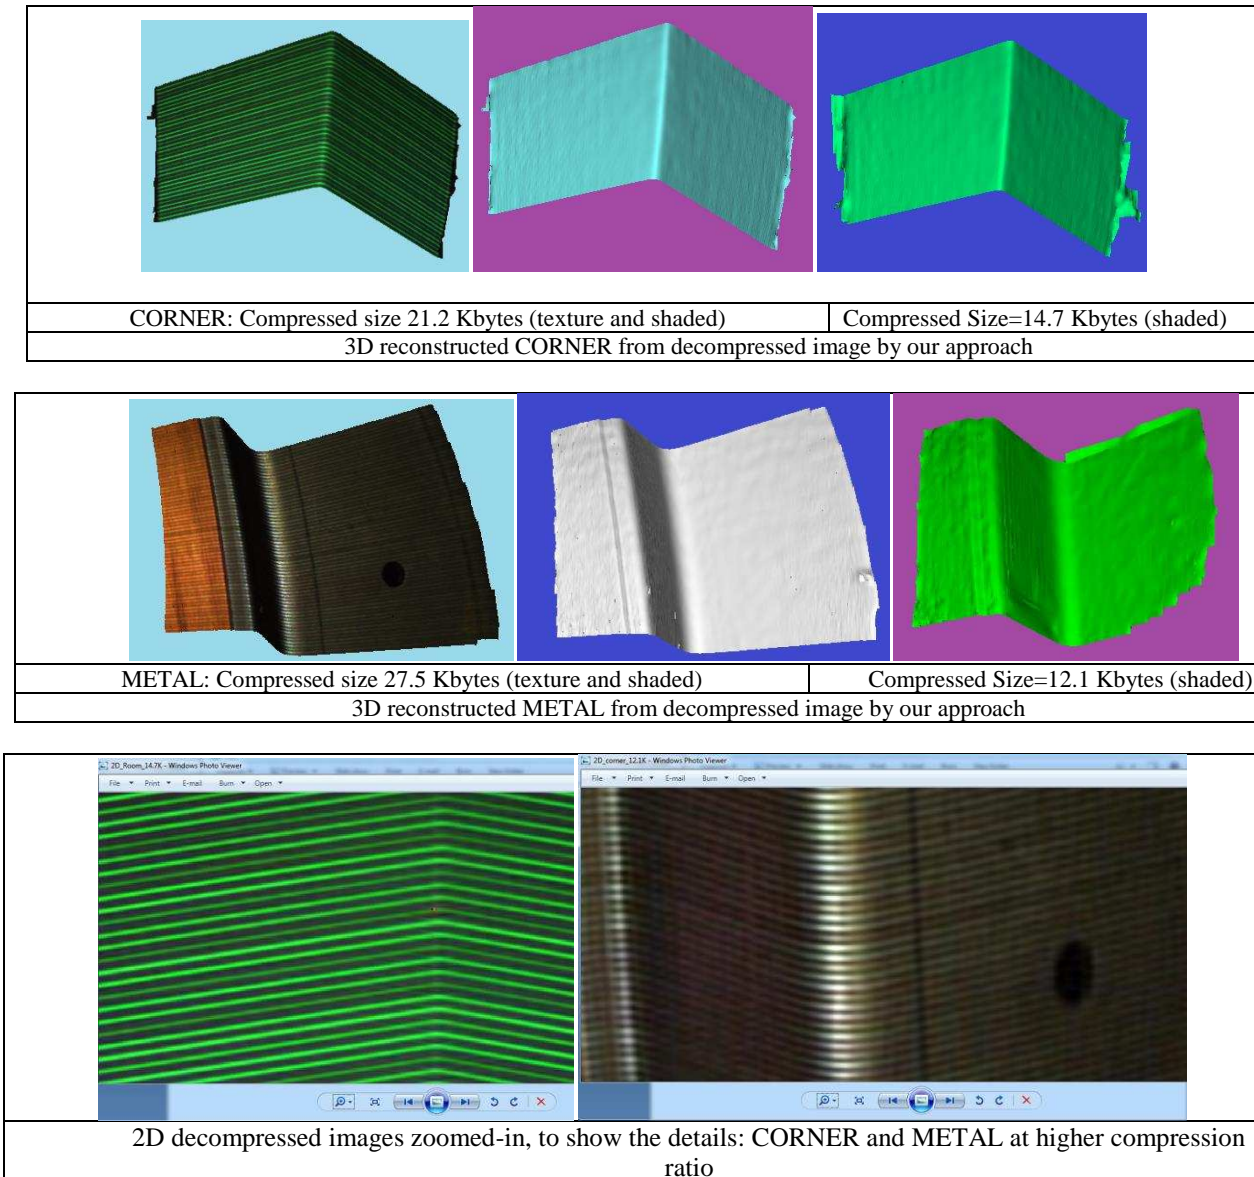 CORNER: Compressed size 21.2 Kbytes (texture and shaded)
Compressed Size=14.7 Kbytes (shaded)
3D reconstructed CORNER from decompressed image by our approach
METAL: Compressed size 27.5 Kbytes (texture and shaded)
Compressed Size=12.1 Kbytes (shaded)
3D reconstructed METAL from decompressed image by our approach
2D_Room_14.7K - Windows Photo Viewer
File Print E-mail Burn Open
2D_corner_12.1K - Windows Photo Viewer
File Print E-mail Burn Open
2D decompressed images zoomed-in, to show the details: CORNER and METAL at higher compression
ratio